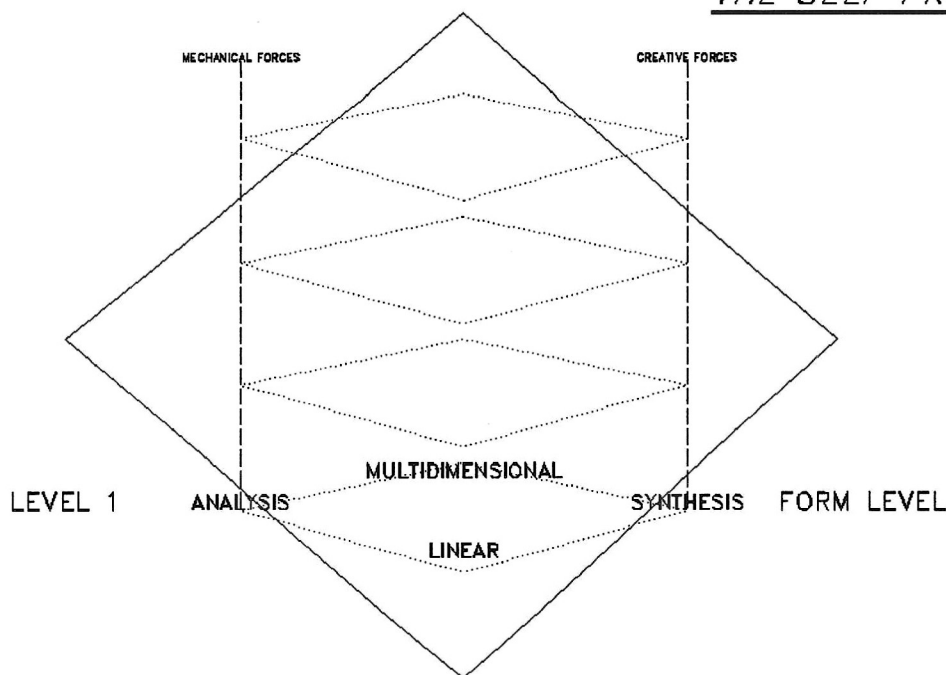 MECHANICAL FORCES
CREATIVE FORCES
MULTIDIMENSIONAL
LEVEL 1
ANALYSIS
SYNTHESIS
FORM LEVEL
LINEAR